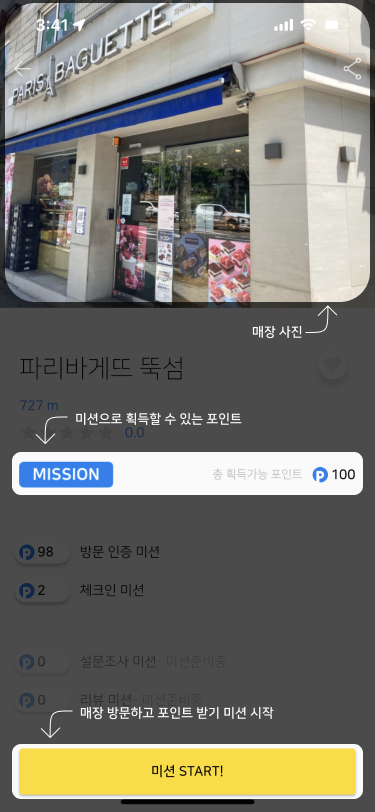 3:41
PARIS BAGUETTE
매장 사진
파리바게뜨 뚝섬
727 m
미션으로 획득할 수 있는 포인트
0.0
MISSION 총 획득가능 포인트 P 100
P 98 방문 인증 미션
P 2 체크인 미션
P 0 설문조사 미션- 미션준비중
P 0 리뷰 미션- 미션준비중
매장 방문하고 포인트 받기 미션 시작
미션 START!